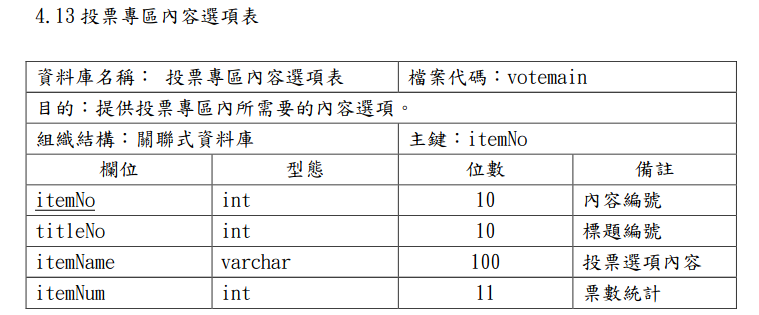 4.13 投票專區內容選項表
資料庫名稱： 投票專區內容選項表 檔案代碼：votemain
目的：提供投票專區內所需要的內容選項。
組織結構：關聯式資料庫 主鍵：itemNo
欄位 型態 位數 備註
itemNo int 10 內容編號
titleNo int 10 標題編號
itemName varchar 100 投票選項內容
itemNum int 11 票數統計